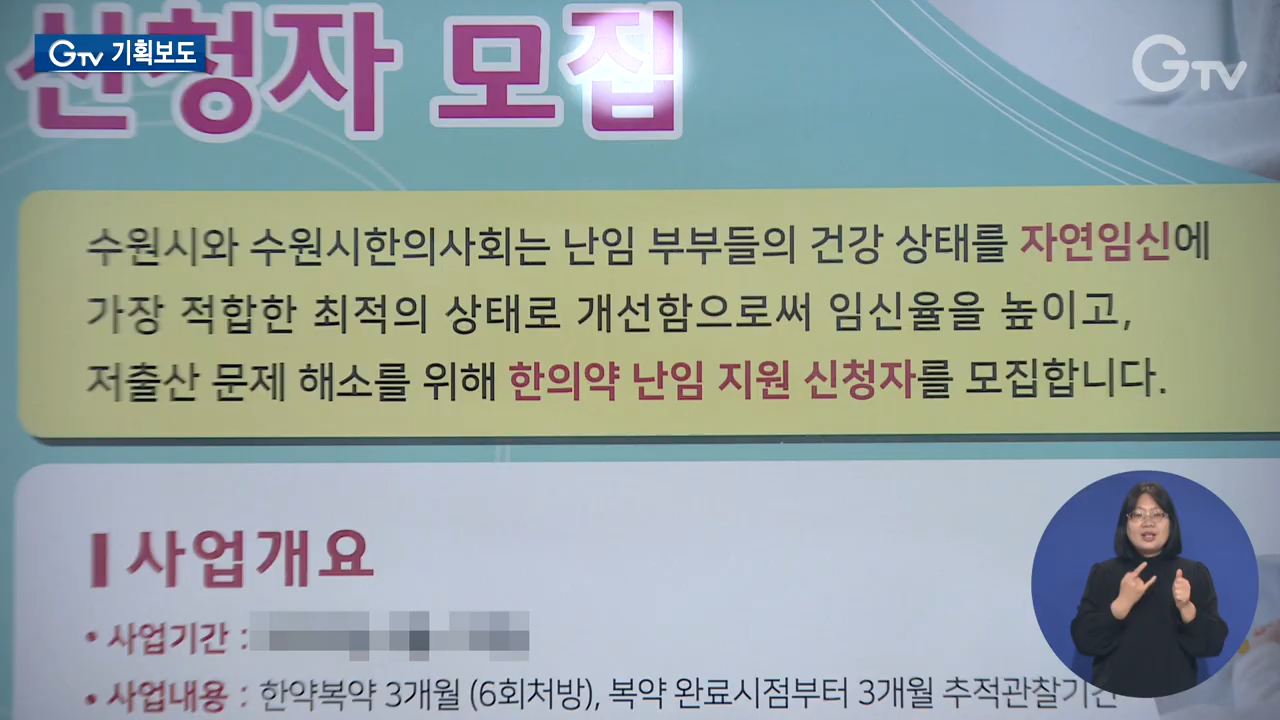 신청자 모집
GTV 기획보도
GTV
수원시와 수원시한의사회는 난임 부부들의 건강 상태를 자연임신에
가장 적합한 최적의 상태로 개선함으로써 임신율을 높이고,
저출산 문제 해소를 위해 한의약 난임 지원 신청자를 모집합니다.
사업개요
• 사업기간 :
• 사업내용 : 한약복약 3개월 (6회처방), 복약 완료시점부터 3개월 추적관찰기간